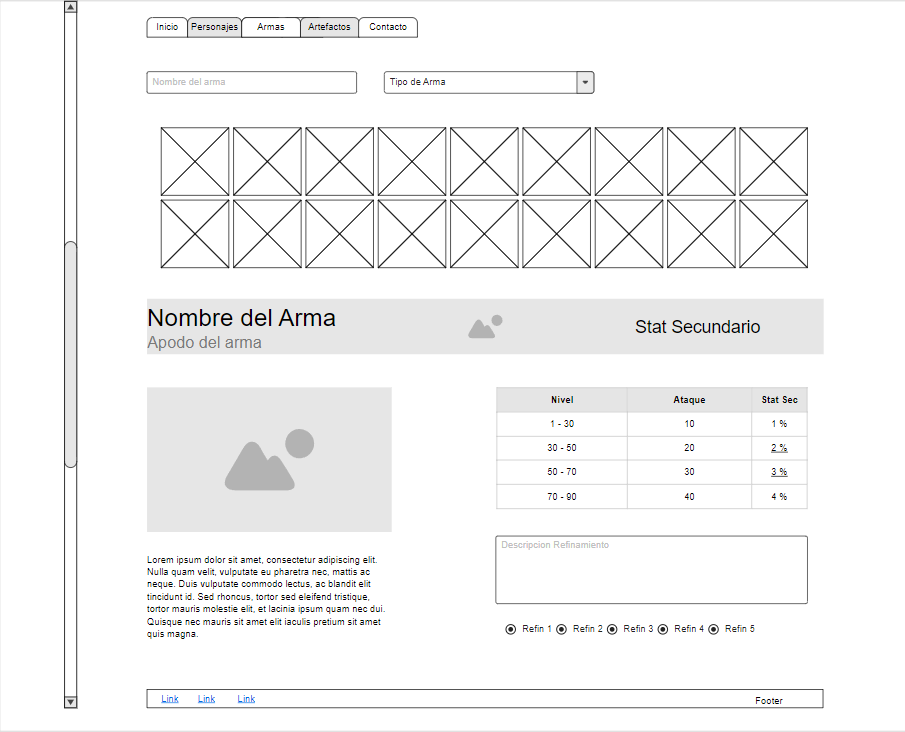 Inicio Personajes Armas Artefactos Contacto
Nombre del arma Tipo de Arma
Nombre del Arma
Apodo del arma
Stat Secundario
Nivel Ataque Stat Sec
1 - 30 10 1 %
30 - 50 20 2 %
50 - 70 30 3 %
70 - 90 40 4 %
Lorem ipsum dolor sit amet, consectetur adipiscing elit.
Nulla quam velit, vulputate eu pharetra nec, mattis ac
neque. Duis vulputate commodo lectus, ac blandit elit
tincidunt id. Sed rhoncus, tortor sed eleifend tristique,
tortor mauris molestie elit, et lacinia ipsum quam nec dui.
Quisque nec mauris sit amet elit iaculis pretium sit amet
quis magna.
Descripcion Refinamiento
Refin 1 Refin 2 Refin 3 Refin 4 Refin 5
Link Link Link Footer